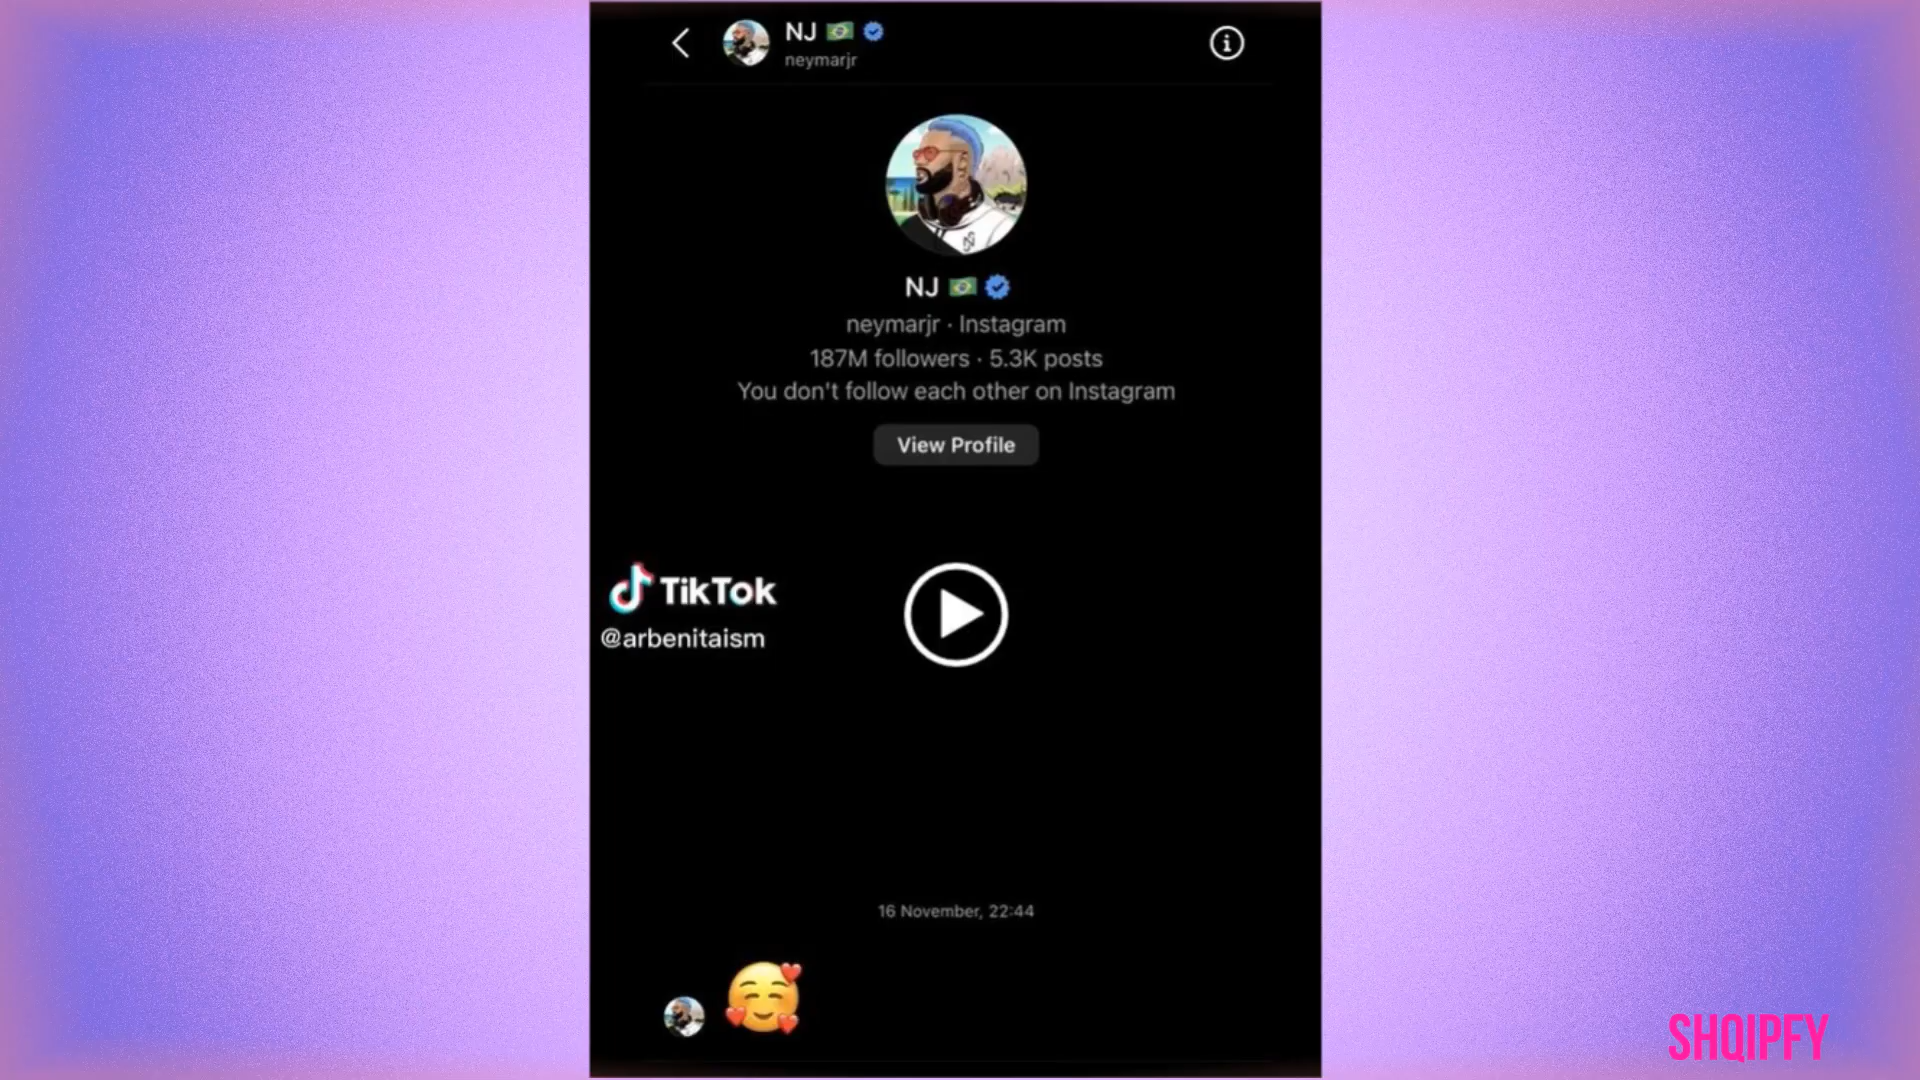 NJ 🇧🇷
neymarjr
NJ 🇧🇷
neymarjr · Instagram
187M followers · 5.3K posts
You don't follow each other on Instagram
View Profile
TikTok
@arbenitaism
16 November, 22:44
🥰
SHQIPFY